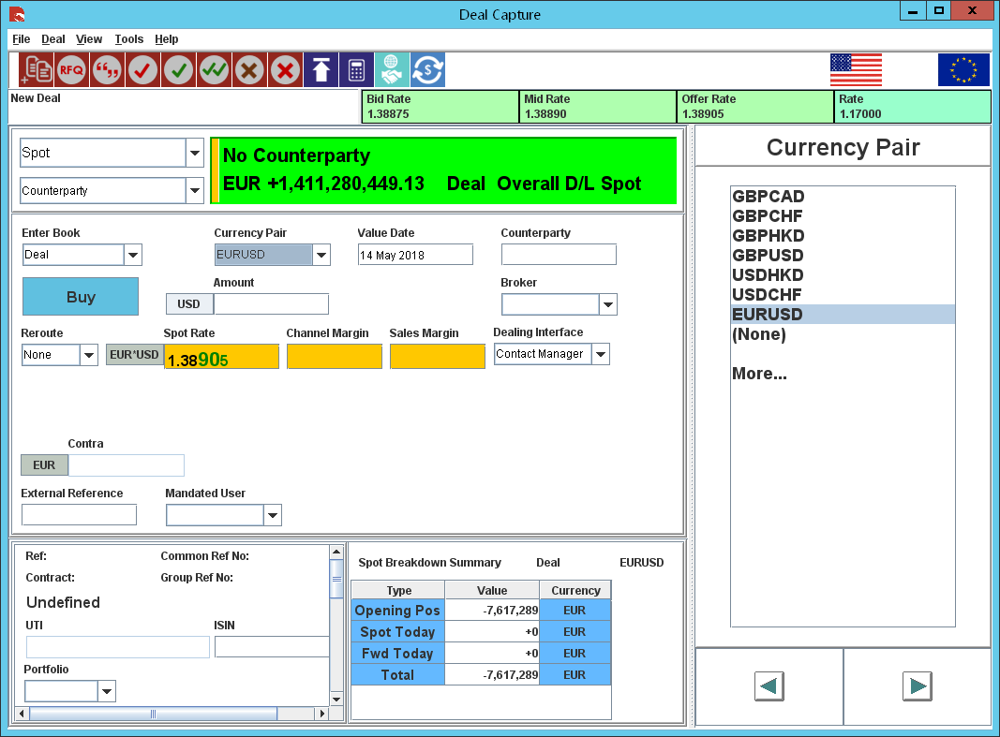 Deal Capture
File Deal View Tools Help
RFQ
New Deal
Bid Rate Mid Rate Offer Rate Rate
1.38875 1.38890 1.38905 1.17000
Spot
Counterparty
No Counterparty
EUR +1,411,280,449.13 Deal Overall D/L Spot
Enter Book Currency Pair Value Date Counterparty
Deal EURUSD 14 May 2018
Amount Broker
Buy USD
Reroute Spot Rate Channel Margin Sales Margin Dealing Interface
None EUR*USD 1.38905 Contact Manager
Contra
EUR
External Reference Mandated User
Ref: Common Ref No:
Contract: Group Ref No:
Undefined
UTI ISIN
Portfolio
Spot Breakdown Summary Deal EURUSD
Type Value Currency
Opening Pos -7,617,289 EUR
Spot Today +0 EUR
Fwd Today +0 EUR
Total -7,617,289 EUR
Currency Pair
GBPCAD
GBPCHF
GBPHKD
GBPUSD
USDHKD
USDCHF
EURUSD
(None)
More...